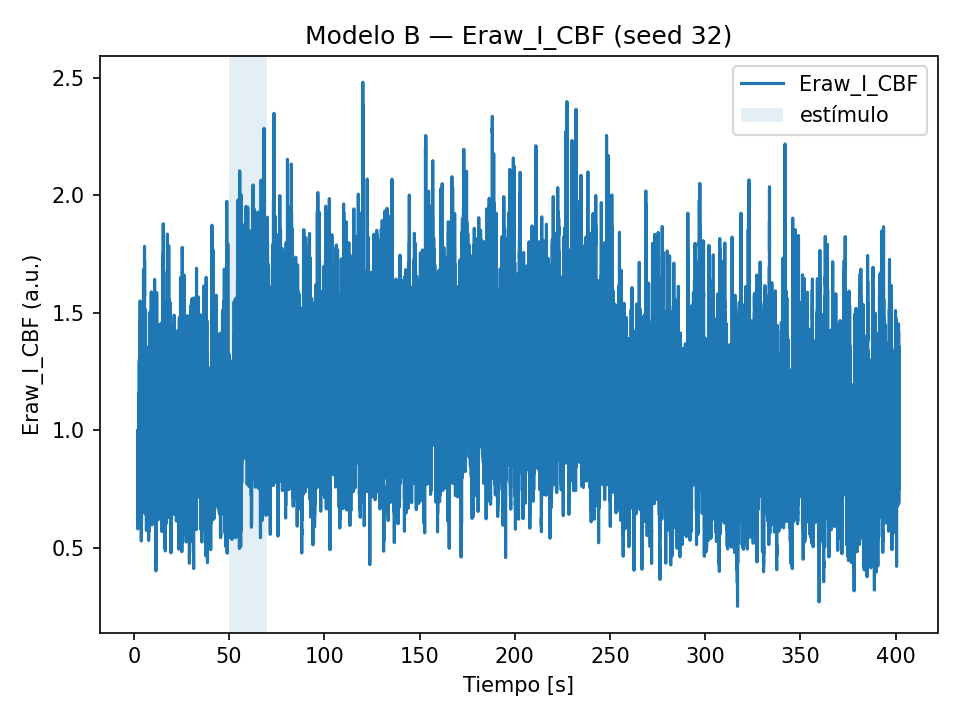 Modelo B — Eraw_I_CBF (seed 32)
Eraw_I_CBF
estímulo
Eraw_I_CBF (a.u.)
2.5
2.0
1.5
1.0
0.5
0 50 100 150 200 250 300 350 400
Tiempo [s]